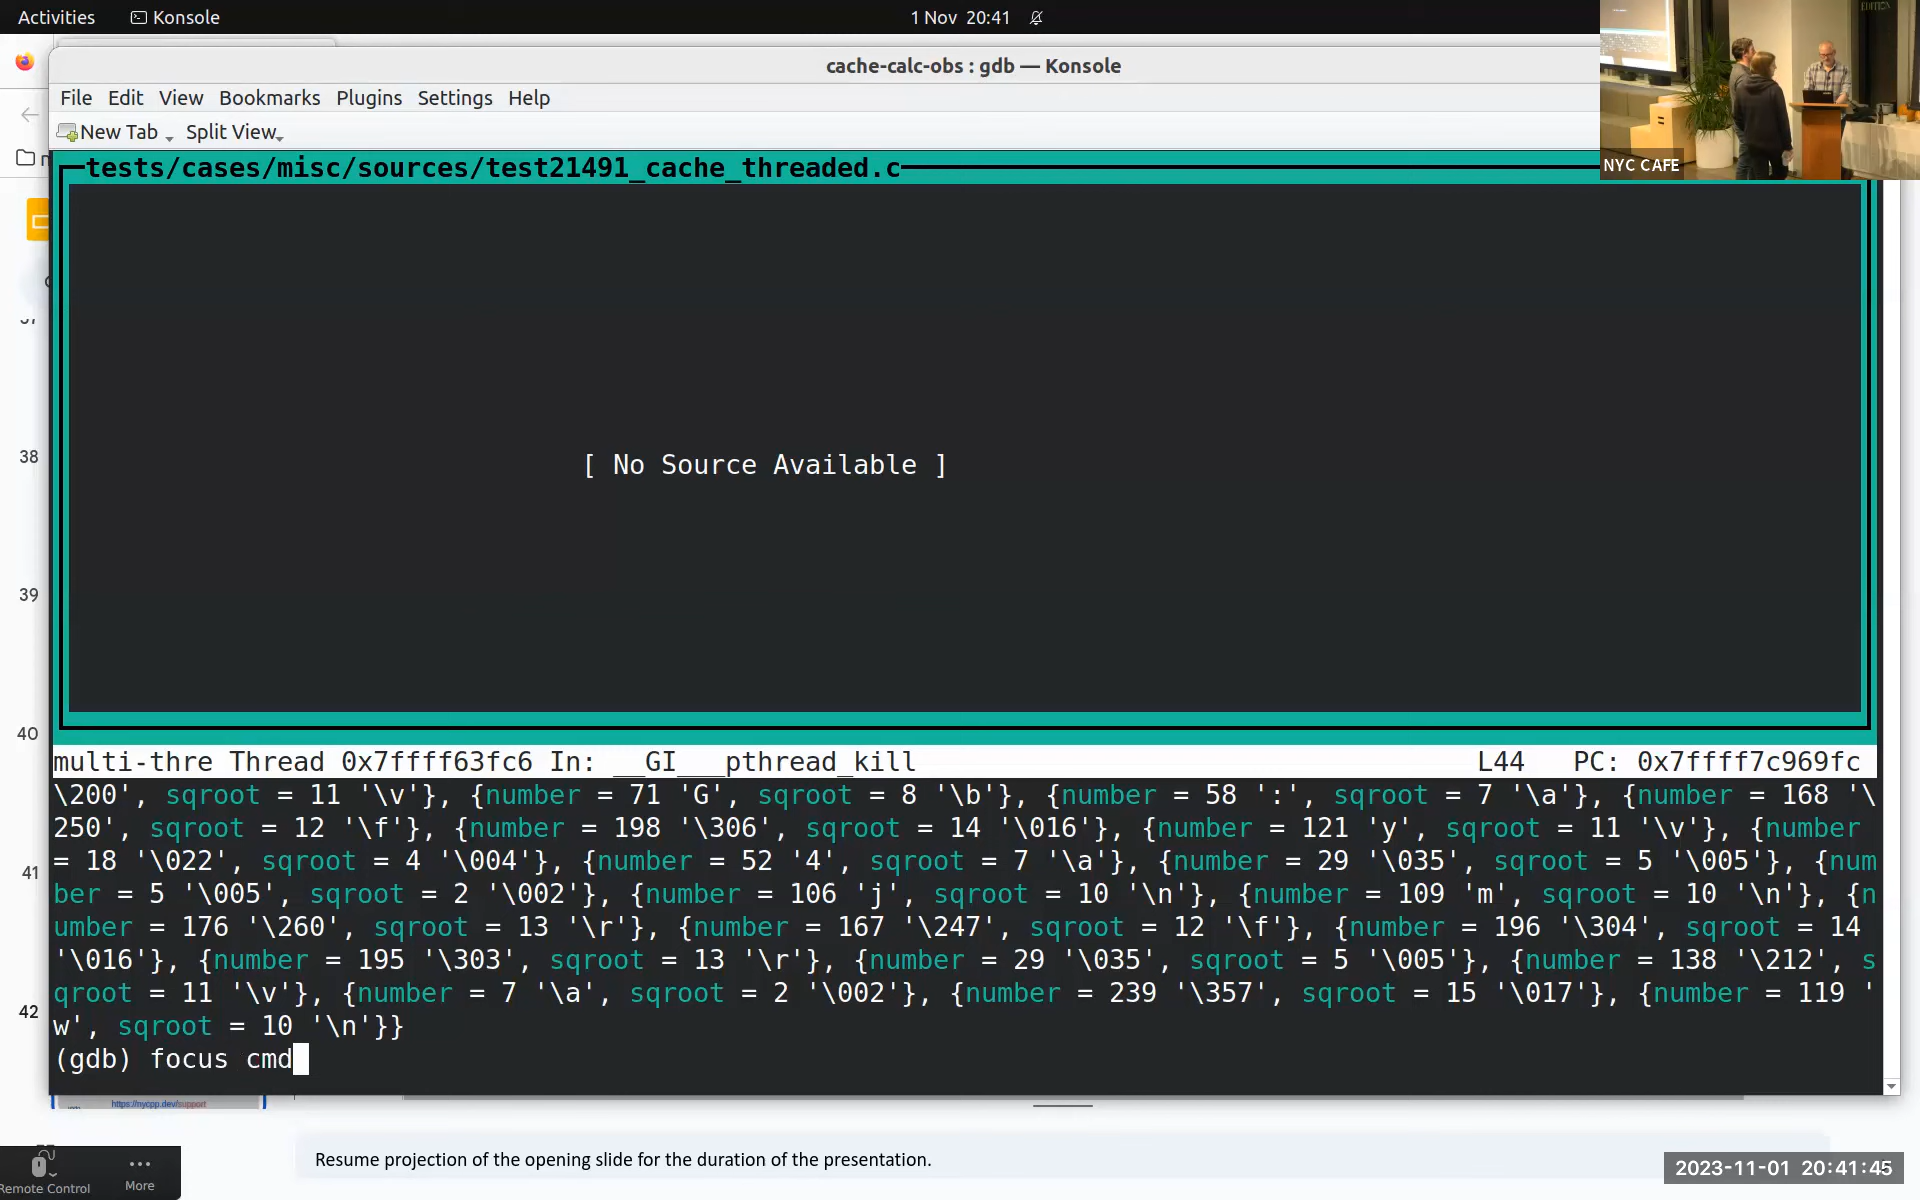 Activities Konsole 1 Nov 20:41
cache-calc-obs : gdb — Konsole
File Edit View Bookmarks Plugins Settings Help
New Tab Split View
EDITION
NYC CAFE
tests/cases/misc/sources/test21491_cache_threaded.c
[ No Source Available ]
38
39
40
41
42
multi-thre Thread 0x7ffff63fc6 In: __GI___pthread_kill L44 PC: 0x7ffff7c969fc
\200', sqroot = 11 '\v'}, {number = 71 'G', sqroot = 8 '\b'}, {number = 58 ':', sqroot = 7 '\a'}, {number = 168 '\
250', sqroot = 12 '\f'}, {number = 198 '\306', sqroot = 14 '\016'}, {number = 121 'y', sqroot = 11 '\v'}, {number
= 18 '\022', sqroot = 4 '\004'}, {number = 52 '4', sqroot = 7 '\a'}, {number = 29 '\035', sqroot = 5 '\005'}, {num
ber = 5 '\005', sqroot = 2 '\002'}, {number = 106 'j', sqroot = 10 '\n'}, {number = 109 'm', sqroot = 10 '\n'}, {n
umber = 176 '\260', sqroot = 13 '\r'}, {number = 167 '\247', sqroot = 12 '\f'}, {number = 196 '\304', sqroot = 14
'\016'}, {number = 195 '\303', sqroot = 13 '\r'}, {number = 29 '\035', sqroot = 5 '\005'}, {number = 138 '\212', s
qroot = 11 '\v'}, {number = 7 '\a', sqroot = 2 '\002'}, {number = 239 '\357', sqroot = 15 '\017'}, {number = 119 '
w', sqroot = 10 '\n'}}
(gdb) focus cmd
https://nycpp.dev/support
Resume projection of the opening slide for the duration of the presentation.
Remote Control More
2023-11-01 20:41:45